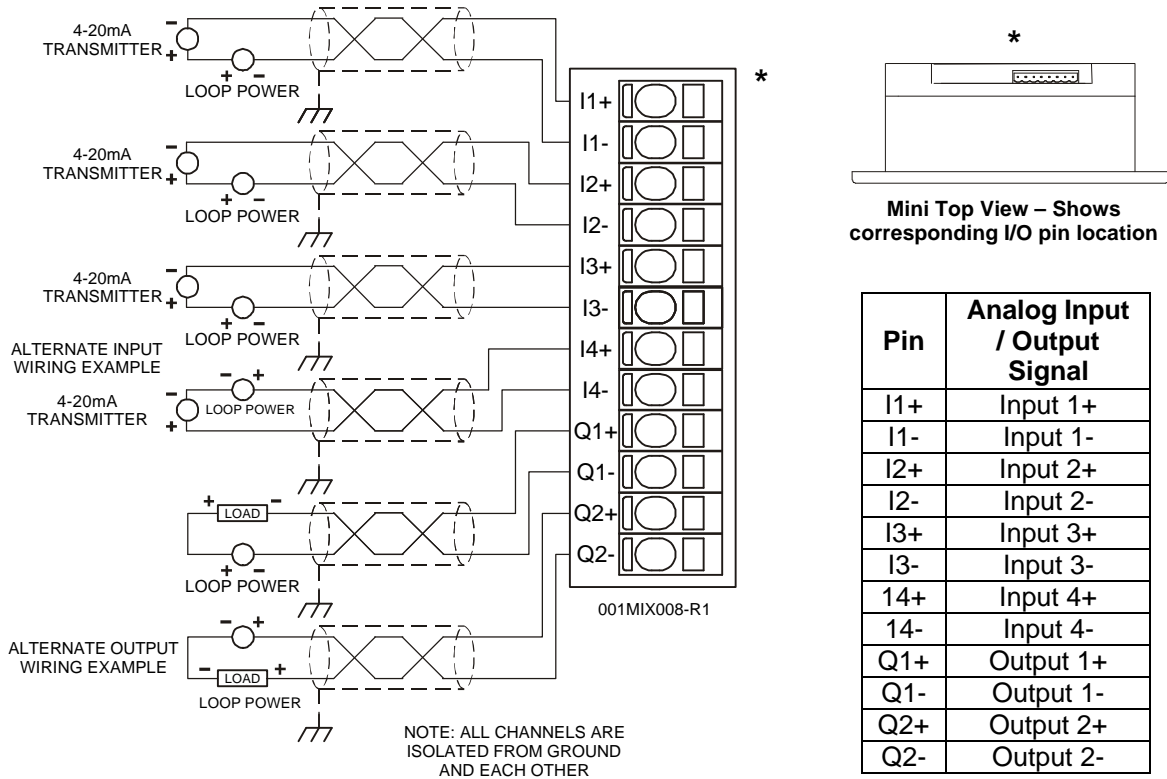 4-20mA
TRANSMITTER
-
+
+ -
LOOP POWER
4-20mA
TRANSMITTER
-
+
+ -
LOOP POWER
4-20mA
TRANSMITTER
-
+
+ -
LOOP POWER
ALTERNATE INPUT
WIRING EXAMPLE
4-20mA
TRANSMITTER
-
+
- +
LOOP POWER
+ LOAD -
+ -
LOOP POWER
ALTERNATE OUTPUT
WIRING EXAMPLE
- +
- LOAD +
LOOP POWER
I1+
I1-
I2+
I2-
I3+
I3-
I4+
I4-
Q1+
Q1-
Q2+
Q2-
*
001MIX008-R1
NOTE: ALL CHANNELS ARE
ISOLATED FROM GROUND
AND EACH OTHER
*
Mini Top View – Shows
corresponding I/O pin location
Pin Analog Input
/ Output
Signal
I1+ Input 1+
I1- Input 1-
I2+ Input 2+
I2- Input 2-
I3+ Input 3+
I3- Input 3-
14+ Input 4+
14- Input 4-
Q1+ Output 1+
Q1- Output 1-
Q2+ Output 2+
Q2- Output 2-